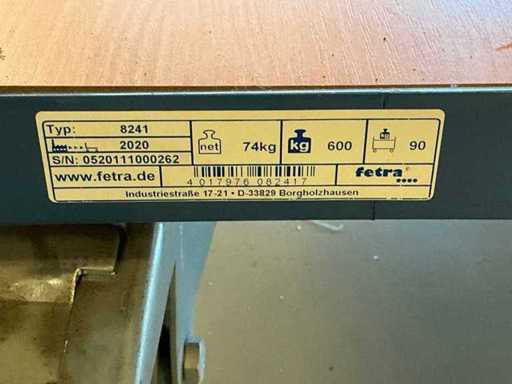 Typ: 8241
2020
S/N: 0520111000262
net 74kg
kg 600
90
www.fetra.de
4 017976 082417
fetra®
Industriestraße 17-21 • D-33829 Borgholzhausen